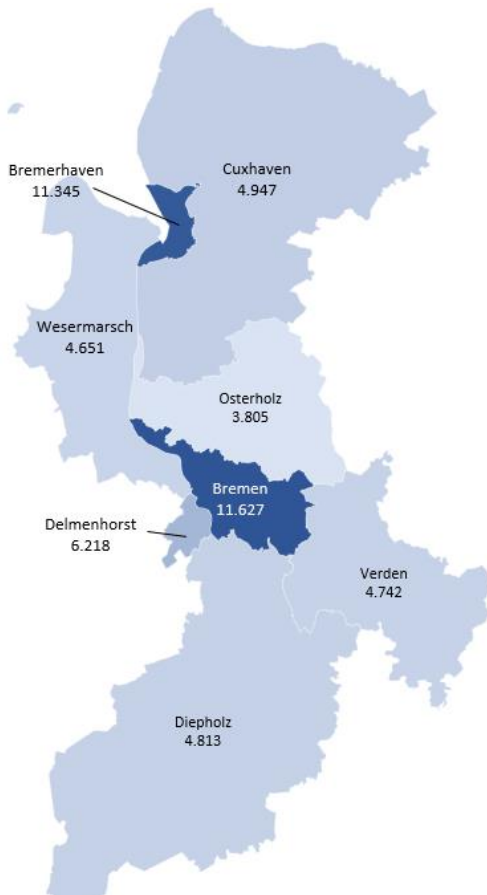 Bremerhaven
11.345
Cuxhaven
4.947
Wesermarsch
4.651
Osterholz
3.805
Bremen
11.627
Delmenhorst
6.218
Verden
4.742
Diepholz
4.813